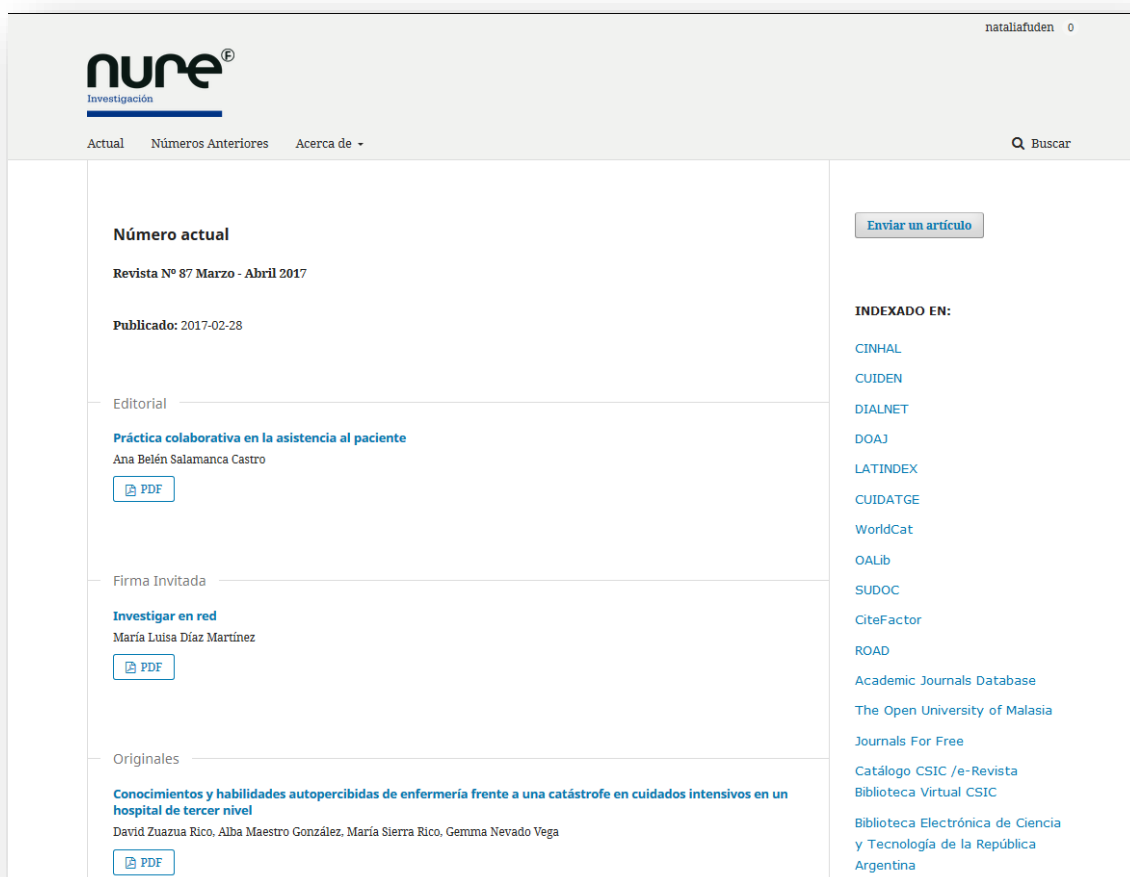 nataliafuden 0
nure®
Investigación
Actual Números Anteriores Acerca de
Buscar
Número actual
Revista Nº 87 Marzo - Abril 2017
Publicado: 2017-02-28
Editorial
Práctica colaborativa en la asistencia al paciente
Ana Belén Salamanca Castro
PDF
Firma Invitada
Investigar en red
María Luisa Díaz Martínez
PDF
Originales
Conocimientos y habilidades autopercibidas de enfermería frente a una catástrofe en cuidados intensivos en un
hospital de tercer nivel
David Zuazua Rico, Alba Maestro González, María Sierra Rico, Gemma Nevado Vega
PDF
Enviar un artículo
INDEXADO EN:
CINHAL
CUIDEN
DIALNET
DOAJ
LATINDEX
CUIDATGE
WorldCat
OALib
SUDOC
CiteFactor
ROAD
Academic Journals Database
The Open University of Malasia
Journals For Free
Catálogo CSIC /e-Revista
Biblioteca Virtual CSIC
Biblioteca Electrónica de Ciencia
y Tecnología de la República
Argentina